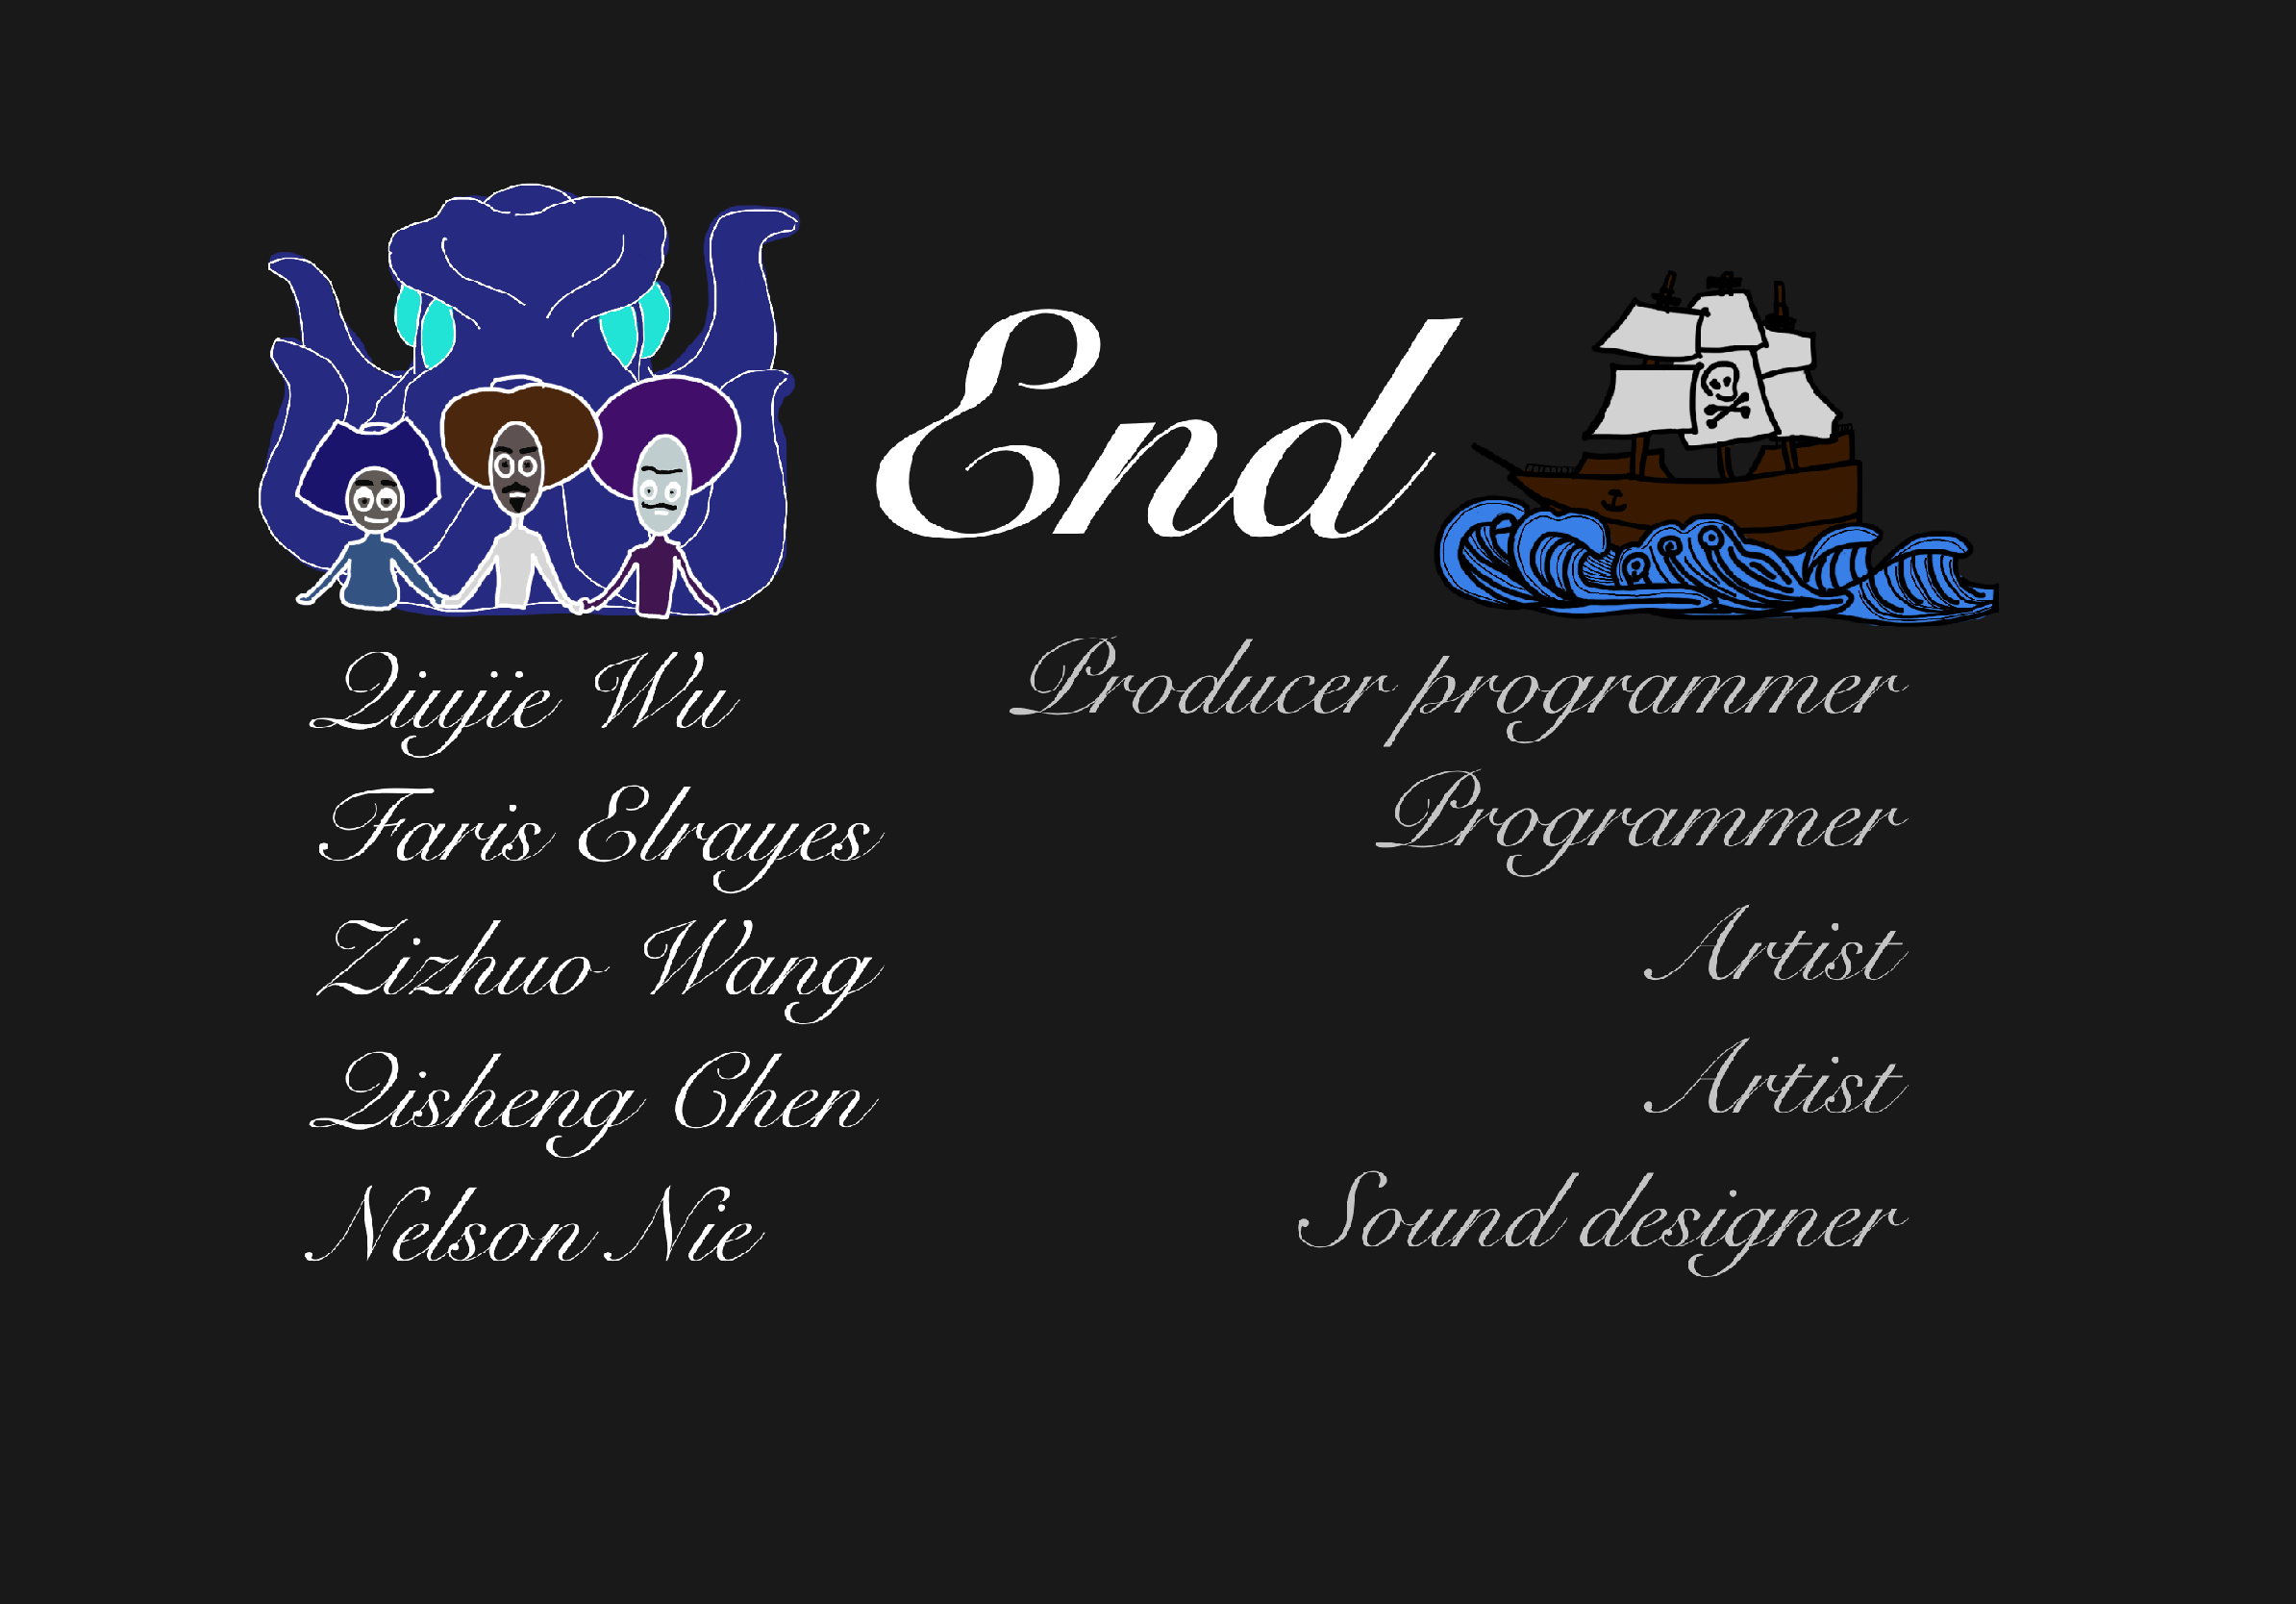 End
Qiujie Wu Producer programmer
Faris Elrayes Programmer
Zizhuo Wang Artist
Qisheng Chen Artist
Nelson Nie Sound designer